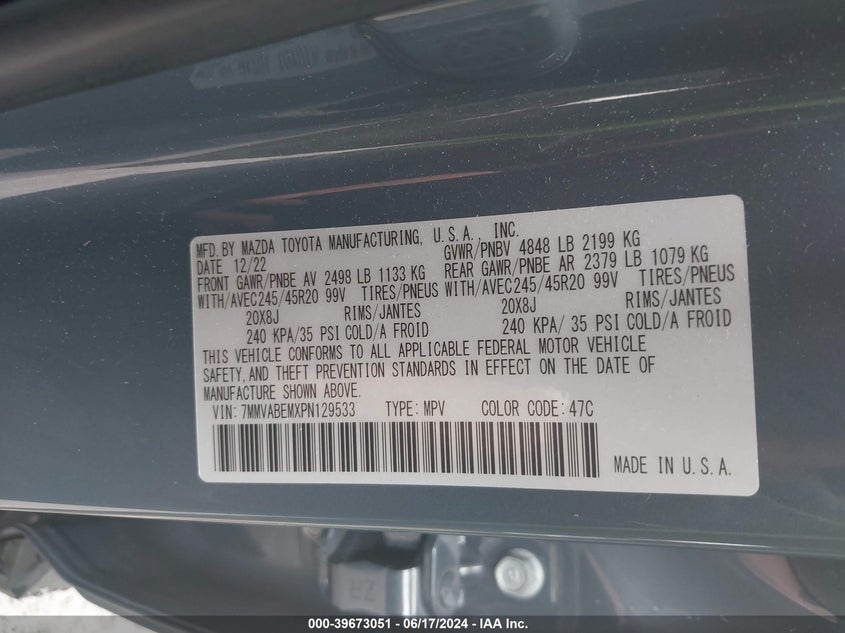 MFD. BY MAZDA TOYOTA MANUFACTURING, U.S.A., INC.
DATE 12/22 GVWR/PNBV 4848 LB 2199 KG
FRONT GAWR/PNBE AV 2498 LB 1133 KG REAR GAWR/PNBE AR 2379 LB 1079 KG
WITH/AVEC245/45R20 99V TIRES/PNEUS WITH/AVEC245/45R20 99V TIRES/PNEUS
20X8J RIMS/JANTES 20X8J RIMS/JANTES
240 KPA/35 PSI COLD/A FROID 240 KPA/ 35 PSI COLD/A FROID
THIS VEHICLE CONFORMS TO ALL APPLICABLE FEDERAL MOTOR VEHICLE
SAFETY, AND THEFT PREVENTION STANDARDS IN EFFECT ON THE DATE OF
MANUFACTURE SHOWN ABOVE.
VIN: 7MMVABEMXPN129533 TYPE: MPV COLOR CODE: 47C
MADE IN U.S.A.
ZR
000-39673051 - 06/17/2024 - IAA Inc.